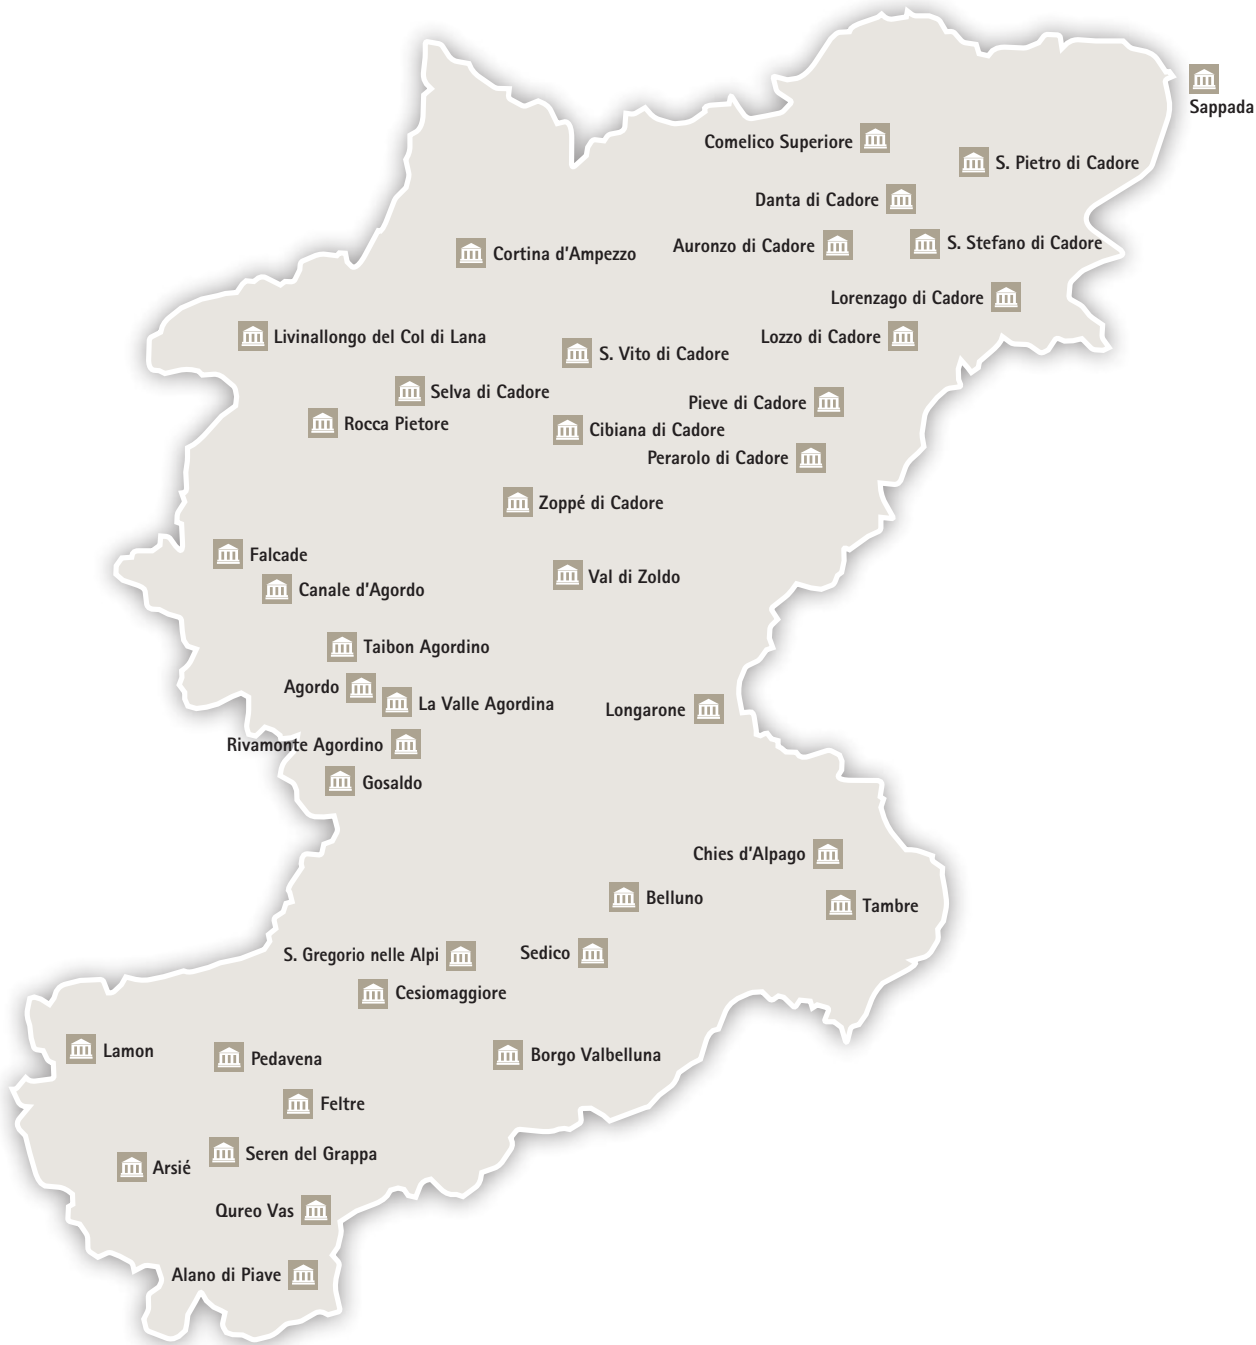 Sappada
Comelico Superiore
S. Pietro di Cadore
Danta di Cadore
Auronzo di Cadore
S. Stefano di Cadore
Cortina d'Ampezzo
Lorenzago di Cadore
Livinallongo del Col di Lana
Lozzo di Cadore
S. Vito di Cadore
Selva di Cadore
Pieve di Cadore
Rocca Pietore
Cibiana di Cadore
Perarolo di Cadore
Zoppé di Cadore
Falcade
Val di Zoldo
Canale d'Agordo
Taibon Agordino
Agordo
La Valle Agordina
Longarone
Rivamonte Agordino
Gosaldo
Chies d'Alpago
Belluno
Tambre
S. Gregorio nelle Alpi
Sedico
Cesiomaggiore
Lamon
Pedavena
Borgo Valbelluna
Feltre
Seren del Grappa
Arsié
Qureo Vas
Alano di Piave